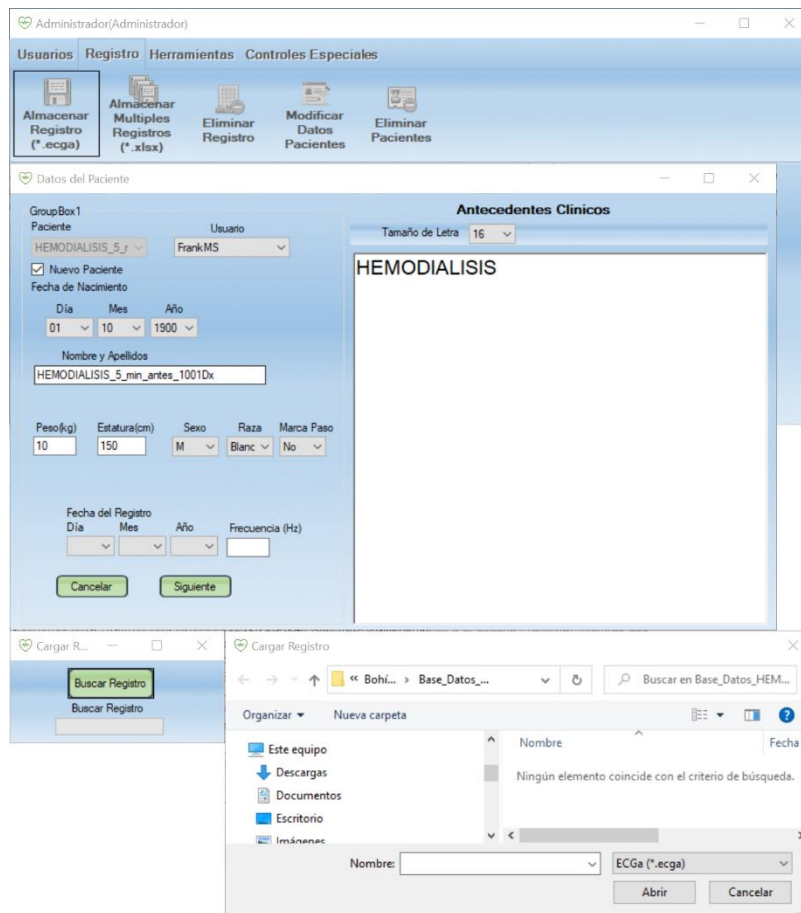 Administrador(Administrador)
Usuarios Registro Herramientas Controles Especiales
Almacenar Registro (*.ecga)
Almacenar Multiples Registros (*.xlsx)
Eliminar Registro
Modificar Datos Pacientes
Eliminar Pacientes
Datos del Paciente
GroupBox1
Paciente Usuario
HEMODIALISIS_5_r FrankMS
Nuevo Paciente
Fecha de Nacimiento
Día Mes Año
01 10 1900
Nombre y Apellidos
HEMODIALISIS_5_min_antes_1001Dx
Peso(kg) Estatura(cm) Sexo Raza Marca Paso
10 150 M Blanc No
Fecha del Registro
Día Mes Año Frecuencia (Hz)
Cancelar Siguiente
Antecedentes Clinicos
Tamaño de Letra 16
HEMODIALISIS
Cargar R...
Buscar Registro
Buscar Registro
Cargar Registro
« Bohí... › Base_Datos_... Buscar en Base_Datos_HEM...
Organizar Nueva carpeta
Este equipo
Descargas
Documentos
Escritorio
Imágenes
Nombre Fecha
Ningún elemento coincide con el criterio de búsqueda.
Nombre: ECGa (*.ecga)
Abrir Cancelar